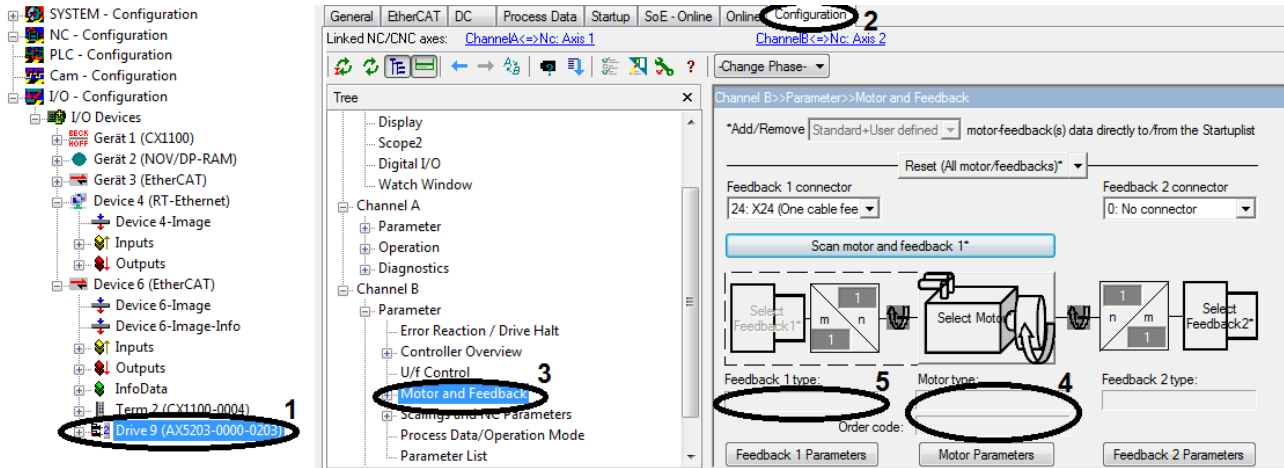 SYSTEM - Configuration
NC - Configuration
PLC - Configuration
Cam - Configuration
I/O - Configuration
I/O Devices
BECK
HOFF
Gerät 1 (CX1100)
Gerät 2 (NOV/DP-RAM)
Gerät 3 (EtherCAT)
Device 4 (RT-Ethernet)
Device 4-Image
Inputs
Outputs
Device 6 (EtherCAT)
Device 6-Image
Device 6-Image-Info
Inputs
Outputs
InfoData
Term 2 (CX1100-0004)
1
Drive 9 (AX5203-0000-0203)
General EtherCAT DC Process Data Startup SoE - Online Online Configuration 2
Linked NC/CNC axes: ChannelA<=>Nc: Axis 1 ChannelB<=>Nc: Axis 2
TE ? -Change Phase-
Tree x
Display
Scope2
Digital I/O
Watch Window
Channel A
Parameter
Operation
Diagnostics
Channel B
Parameter
Error Reaction / Drive Halt
Controller Overview
U/f Control
3
Motor and Feedback
Scalings and NC Parameters
Process Data/Operation Mode
Parameter List
Channel B>>Parameter>>Motor and Feedback
*Add/Remove Standard+User defined motor-feedback(s) data directly to/from the Startuplist
Reset (All motor/feedbacks)*
Feedback 1 connector Feedback 2 connector
24: X24 (One cable fee 0: No connector
Scan motor and feedback 1*
Select
Feedback1*
1
m n
1
Select Motor
1
n m
1
Select
Feedback2*
Feedback 1 type: 5 Motor type: 4 Feedback 2 type:
Order code:
Feedback 1 Parameters Motor Parameters Feedback 2 Parameters